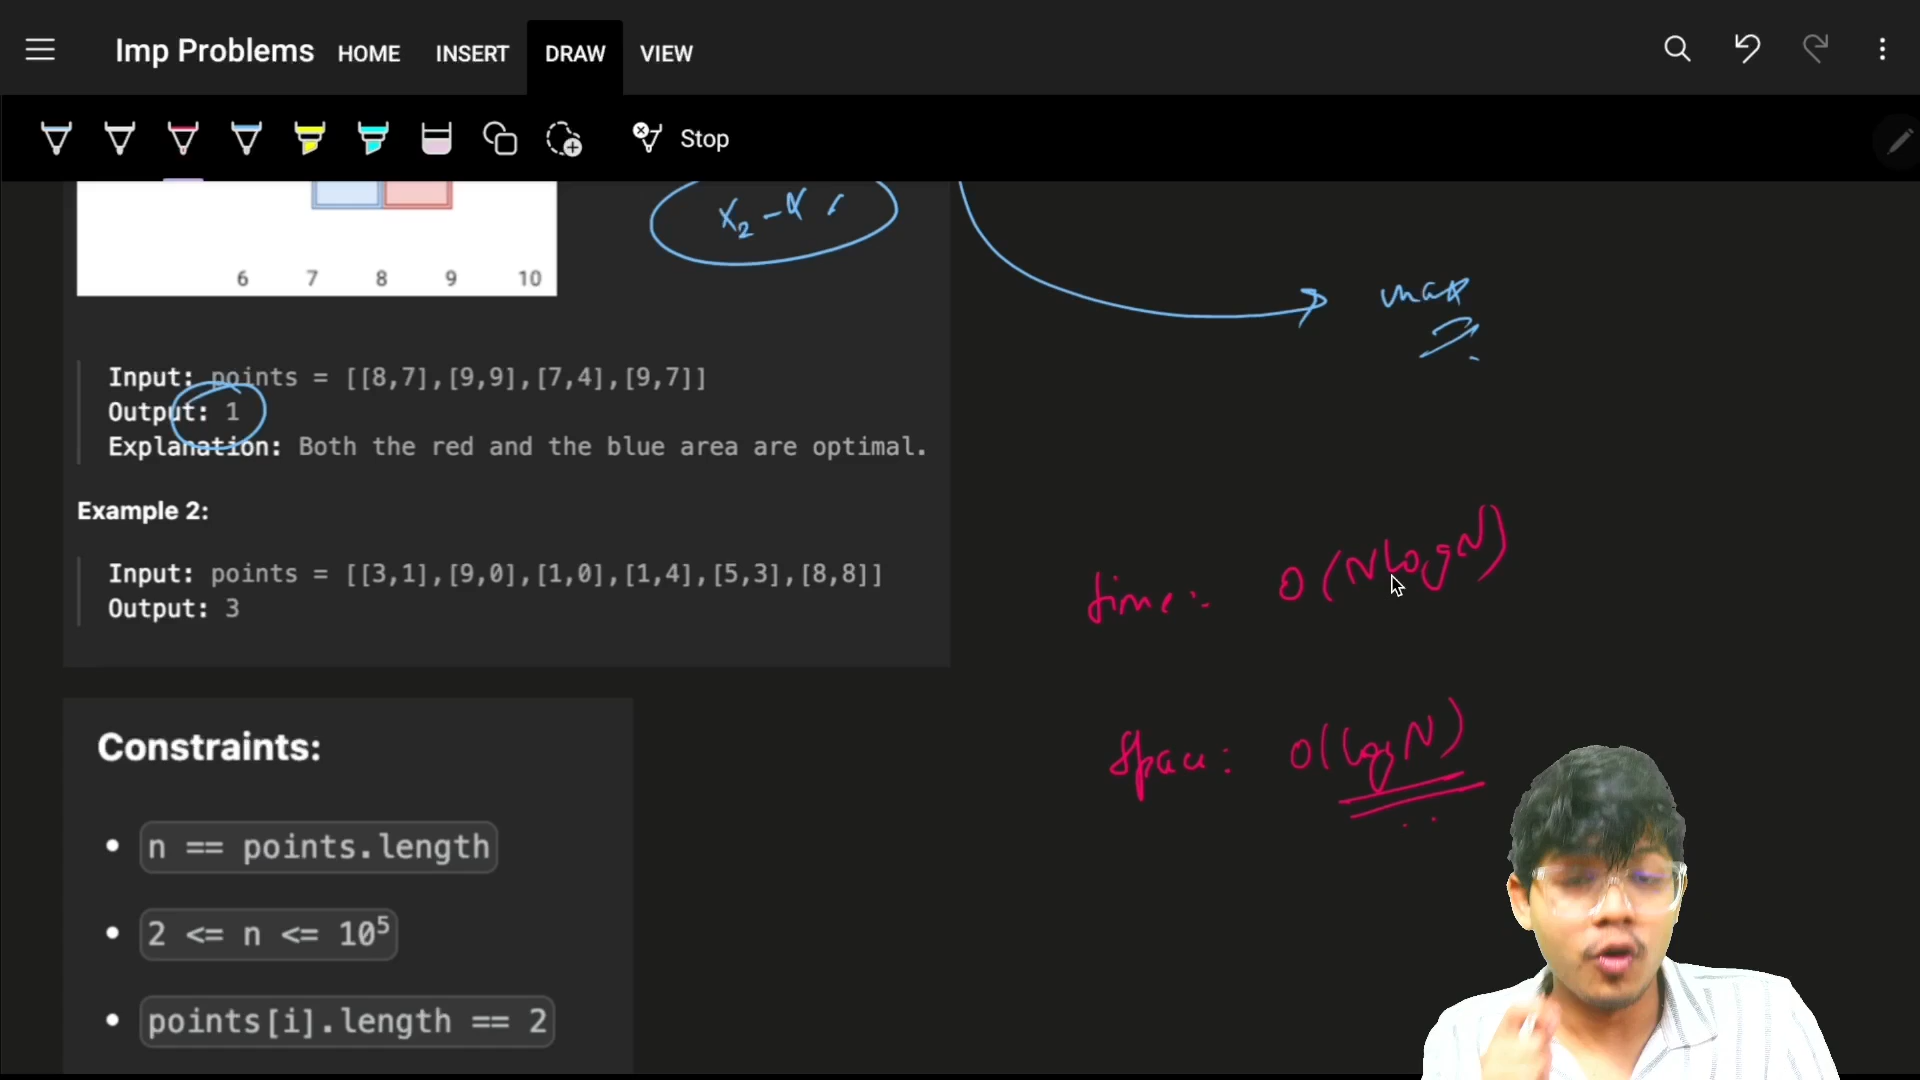 Imp Problems HOME INSERT DRAW VIEW
Stop
x₂ - x
6 7 8 9 10
max
Input: points = [[8,7],[9,9],[7,4],[9,7]]
Output: 1
Explanation: Both the red and the blue area are optimal.
Example 2:
Input: points = [[3,1],[9,0],[1,0],[1,4],[5,3],[8,8]]
Output: 3
time: O(NlogN)
Space: O(logN)
Constraints:
n == points.length
2 <= n <= 10⁵
points[i].length == 2